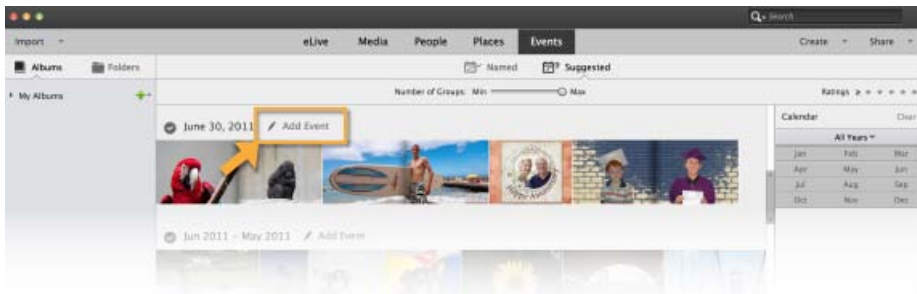 Search
Import eLive Media People Places Events Create Share
Albums Folders Named Suggested
My Albums Number of Groups: Min Max Ratings ≥
June 30, 2011 Add Event
Calendar Clear
All Years
Jan Feb Mar
Apr May Jun
Jul Aug Sep
Oct Nov Dec
Jun 2011 - May 2011 Add Event